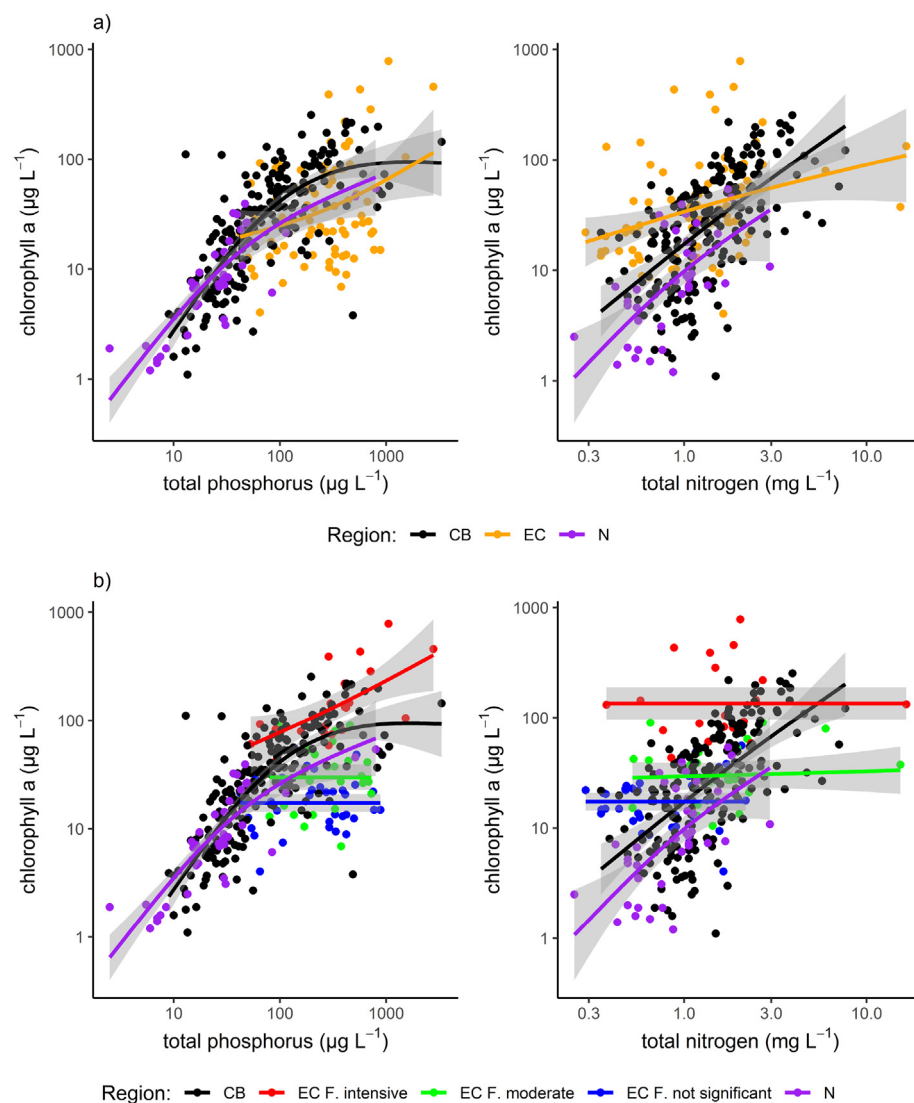 a)
1000
100
10
1
chlorophyll a (µg L⁻¹)
10 100 1000
total phosphorus (µg L⁻¹)
1000
100
10
1
chlorophyll a (µg L⁻¹)
0.3 1.0 3.0 10.0
total nitrogen (mg L⁻¹)
Region: CB EC N
b)
1000
100
10
1
chlorophyll a (µg L⁻¹)
10 100 1000
total phosphorus (µg L⁻¹)
1000
100
10
1
chlorophyll a (µg L⁻¹)
0.3 1.0 3.0 10.0
total nitrogen (mg L⁻¹)
Region: CB EC F. intensive EC F. moderate EC F. not significant N